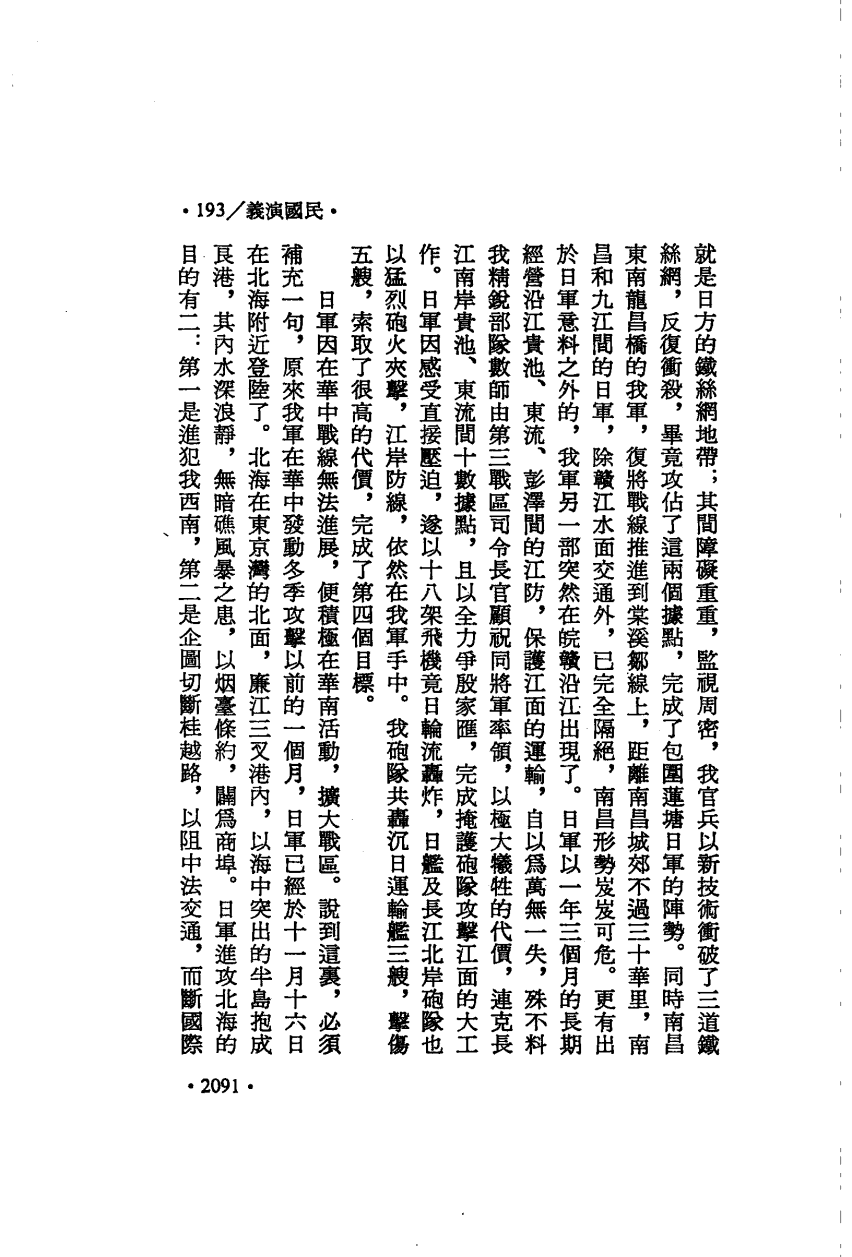 •193／義演國民•
就是日方的鐵絲網地帶；其間障礙重重，監視周密，我官兵以新技術衝破了三道鐵
絲網，反復衝殺，畢竟攻佔了這兩個據點，完成了包圍蓮塘日軍的陣勢。同時南昌
東南龍昌橋的我軍，復將戰線推進到棠溪鄒線上，距離南昌城郊不過三十華里，南
昌和九江間的日軍，除贛江水面交通外，已完全隔絕，南昌形勢岌岌可危。更有出
於日軍意料之外的，我軍另一部突然在皖贛沿江出現了。日軍以一年三個月的長期
經營沿江貴池、東流、彭澤間的江防，保護江面的運輸，自以爲萬無一失，殊不料
我精銳部隊數師由第三戰區司令長官顧祝同將軍率領，以極大犧牲的代價，連克長
江南岸貴池、東流間十數據點，且以全力爭殷家匯，完成掩護砲隊攻擊江面的大工
作。日軍因感受直接壓迫，遂以十八架飛機竟日輪流轟炸，日艦及長江北岸砲隊也
以猛烈砲火夾擊，江岸防線，依然在我軍手中。我砲隊共轟沉日運輸艦三艘，擊傷
五艘，索取了很高的代價，完成了第四個目標。
日軍因在華中戰線無法進展，便積極在華南活動，擴大戰區。說到這裏，必須
補充一句，原來我軍在華中發動冬季攻擊以前的一個月，日軍已經於十一月十六日
在北海附近登陸了。北海在東京灣的北面，廉江三叉港內，以海中突出的半島抱成
良港，其內水深浪靜，無暗礁風暴之患，以烟臺條約，闢爲商埠。日軍進攻北海的
目的有二：第一是進犯我西南，第二是企圖切斷桂越路，以阻中法交通，而斷國際
•2091•